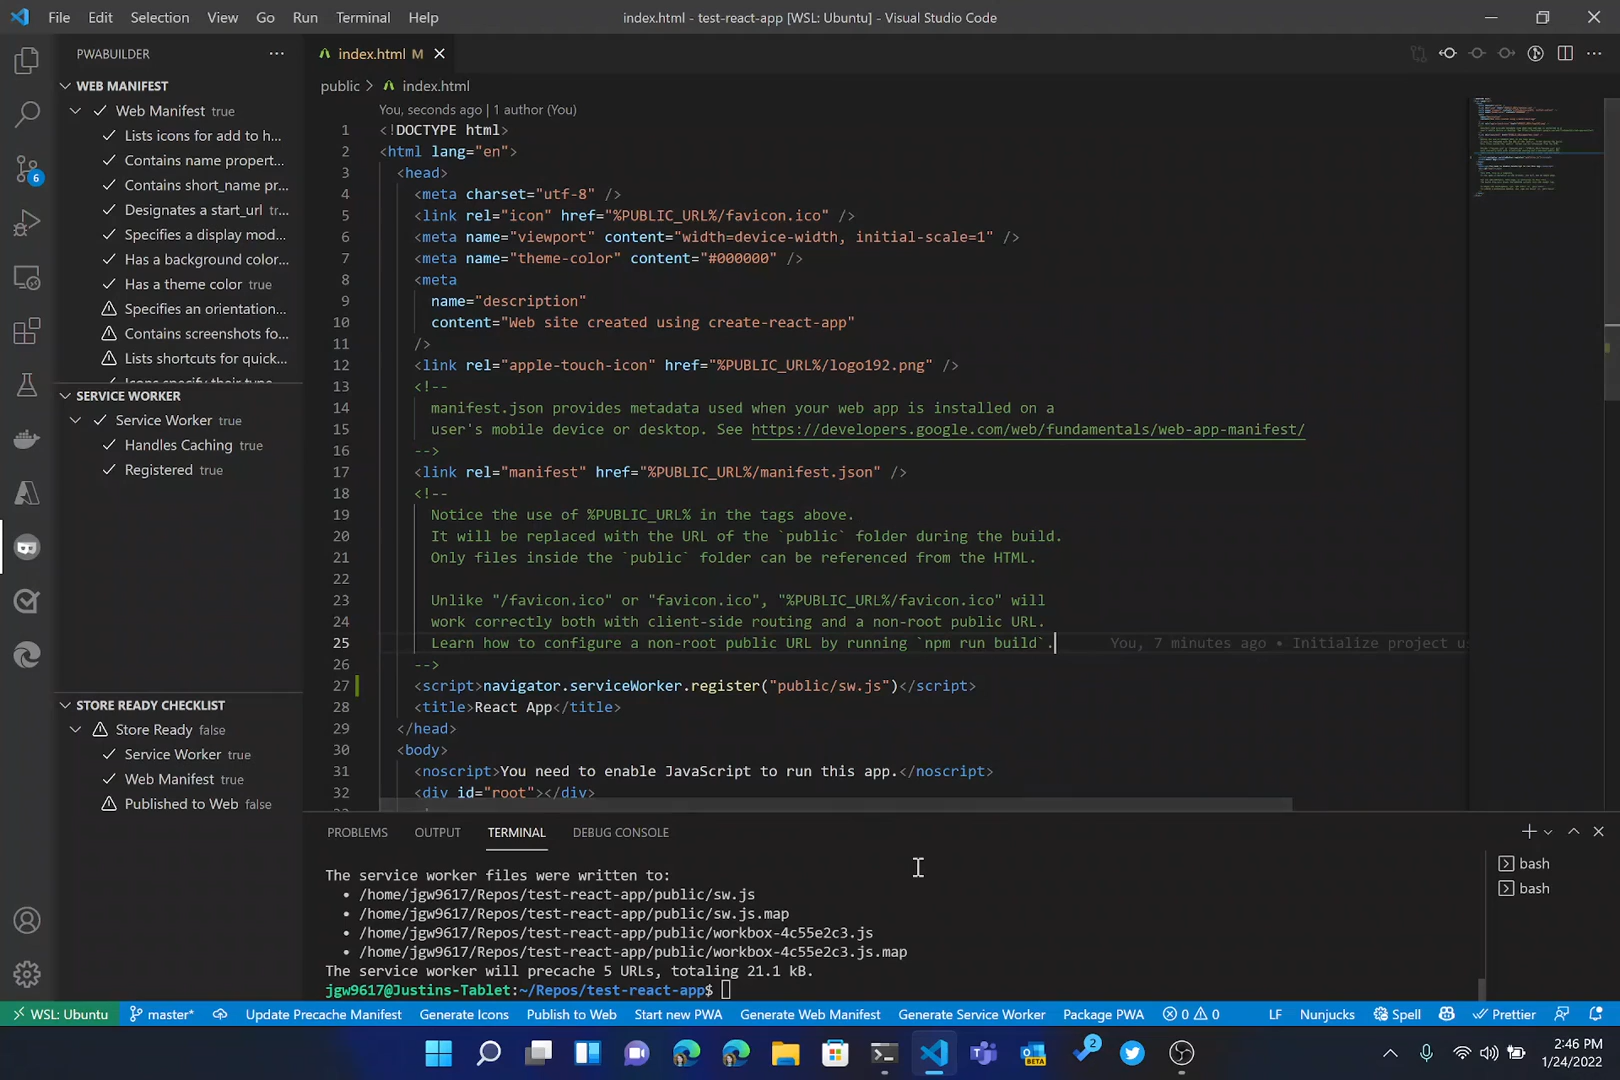 File Edit Selection View Go Run Terminal Help
index.html - test-react-app [WSL: Ubuntu] - Visual Studio Code
PWABUILDER
WEB MANIFEST
Web Manifest true
Lists icons for add to h...
Contains name propert...
Contains short_name pr...
Designates a start_url tr...
Specifies a display mod...
Has a background color...
Has a theme color true
Specifies an orientation...
Contains screenshots fo...
Lists shortcuts for quick...
Icons specify their type
6
SERVICE WORKER
Service Worker true
Handles Caching true
Registered true
STORE READY CHECKLIST
Store Ready false
Service Worker true
Web Manifest true
Published to Web false
index.html M
public > index.html
You, seconds ago | 1 author (You)
1 <!DOCTYPE html>
2 <html lang="en">
3 <head>
4 <meta charset="utf-8" />
5 <link rel="icon" href="%PUBLIC_URL%/favicon.ico" />
6 <meta name="viewport" content="width=device-width, initial-scale=1" />
7 <meta name="theme-color" content="#000000" />
8 <meta
9 name="description"
10 content="Web site created using create-react-app"
11 />
12 <link rel="apple-touch-icon" href="%PUBLIC_URL%/logo192.png" />
13 <!--
14 manifest.json provides metadata used when your web app is installed on a
15 user's mobile device or desktop. See https://developers.google.com/web/fundamentals/web-app-manifest/
16 -->
17 <link rel="manifest" href="%PUBLIC_URL%/manifest.json" />
18 <!--
19 Notice the use of %PUBLIC_URL% in the tags above.
20 It will be replaced with the URL of the `public` folder during the build.
21 Only files inside the `public` folder can be referenced from the HTML.
22
23 Unlike "/favicon.ico" or "favicon.ico", "%PUBLIC_URL%/favicon.ico" will
24 work correctly both with client-side routing and a non-root public URL.
25 Learn how to configure a non-root public URL by running `npm run build`. You, 7 minutes ago • Initialize project us
26 -->
27 <script>navigator.serviceWorker.register("public/sw.js")</script>
28 <title>React App</title>
29 </head>
30 <body>
31 <noscript>You need to enable JavaScript to run this app.</noscript>
32 <div id="root"></div>
PROBLEMS OUTPUT TERMINAL DEBUG CONSOLE
The service worker files were written to:
• /home/jgw9617/Repos/test-react-app/public/sw.js
• /home/jgw9617/Repos/test-react-app/public/sw.js.map
• /home/jgw9617/Repos/test-react-app/public/workbox-4c55e2c3.js
• /home/jgw9617/Repos/test-react-app/public/workbox-4c55e2c3.js.map
The service worker will precache 5 URLs, totaling 21.1 kB.
jgw9617@Justins-Tablet:~/Repos/test-react-app$
bash
bash
WSL: Ubuntu master* Update Precache Manifest Generate Icons Publish to Web Start new PWA Generate Web Manifest Generate Service Worker Package PWA 0 0 LF Nunjucks Spell Prettier
BETA
2
2:46 PM
1/24/2022